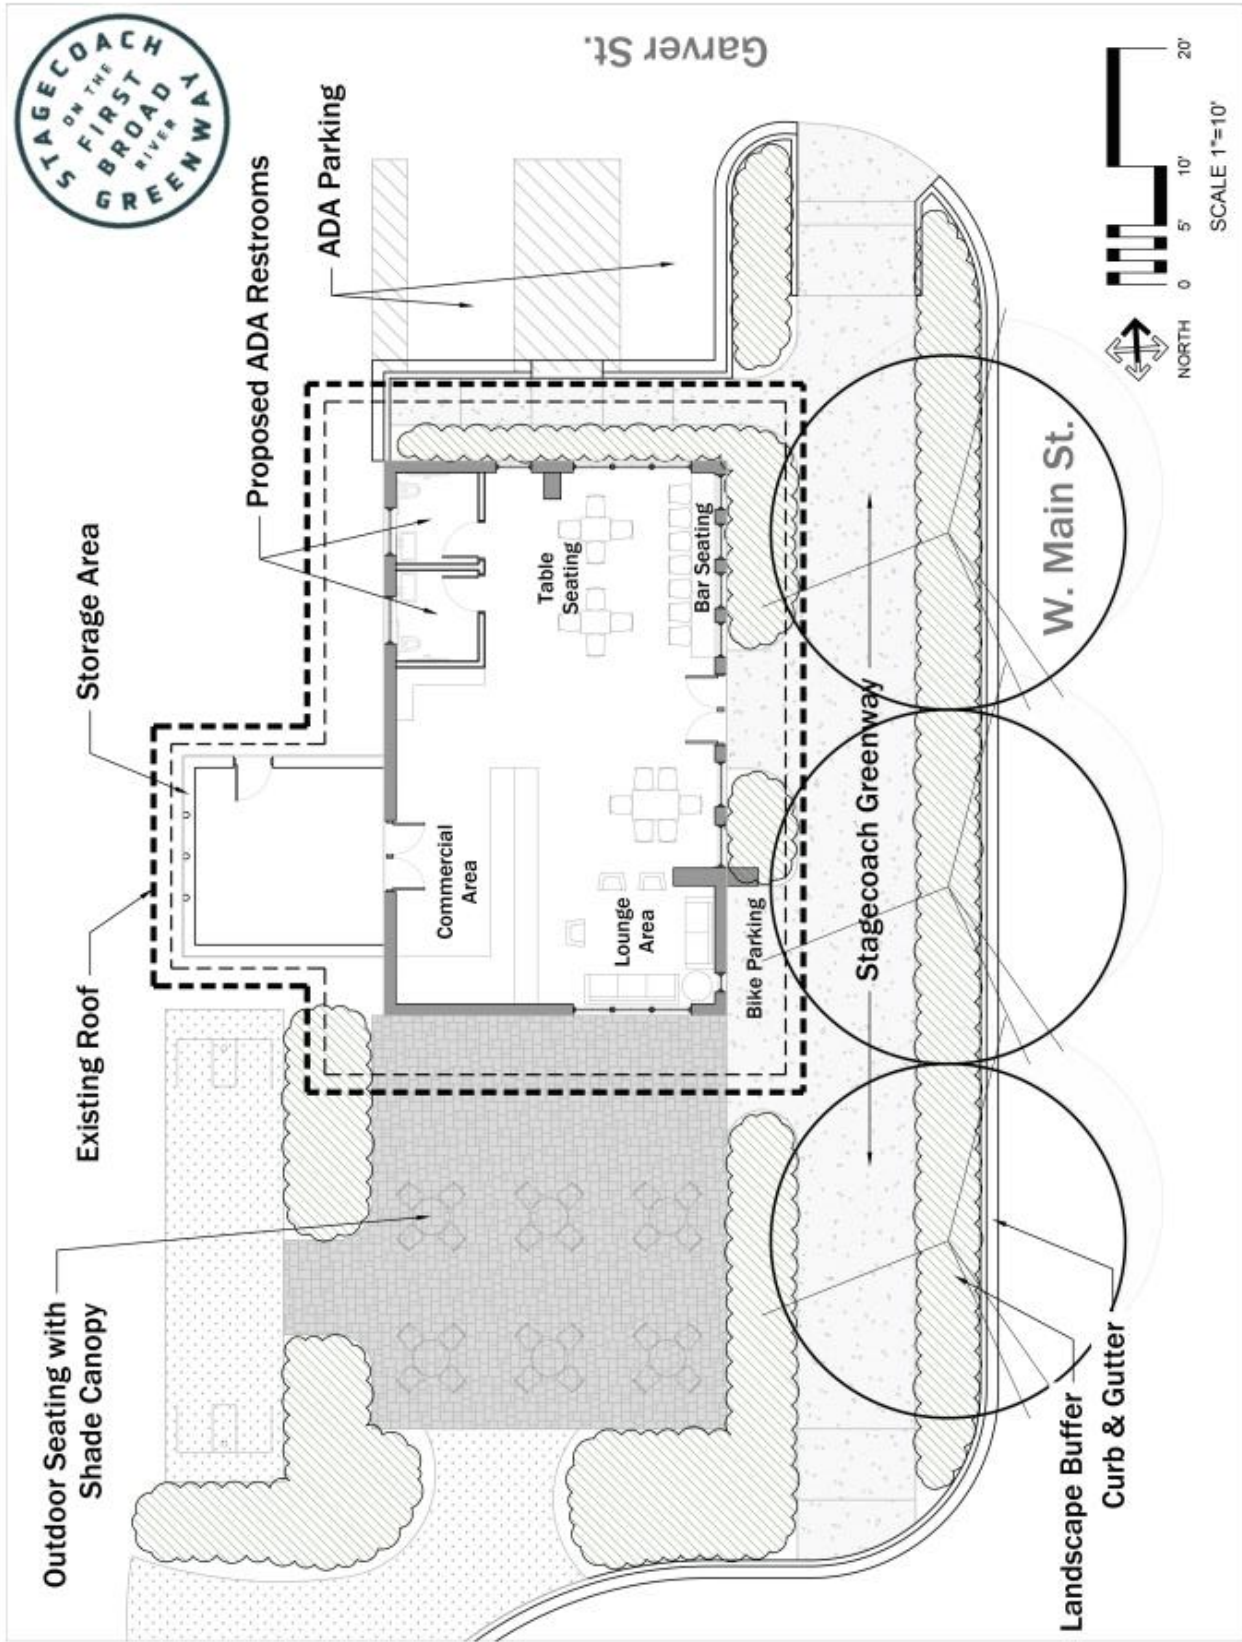 STAGECOACH GREENWAY
ON THE
FIRST
BROAD
RIVER
Garver St.
ADA Parking
Proposed ADA Restrooms
Storage Area
Existing Roof
Outdoor Seating with
Shade Canopy
Table
Seating
Bar Seating
Commercial
Area
Lounge
Area
Bike Parking
Stagecoach Greenway
W. Main St.
Landscape Buffer
Curb & Gutter
NORTH
0 5' 10' 20'
SCALE 1"=10'